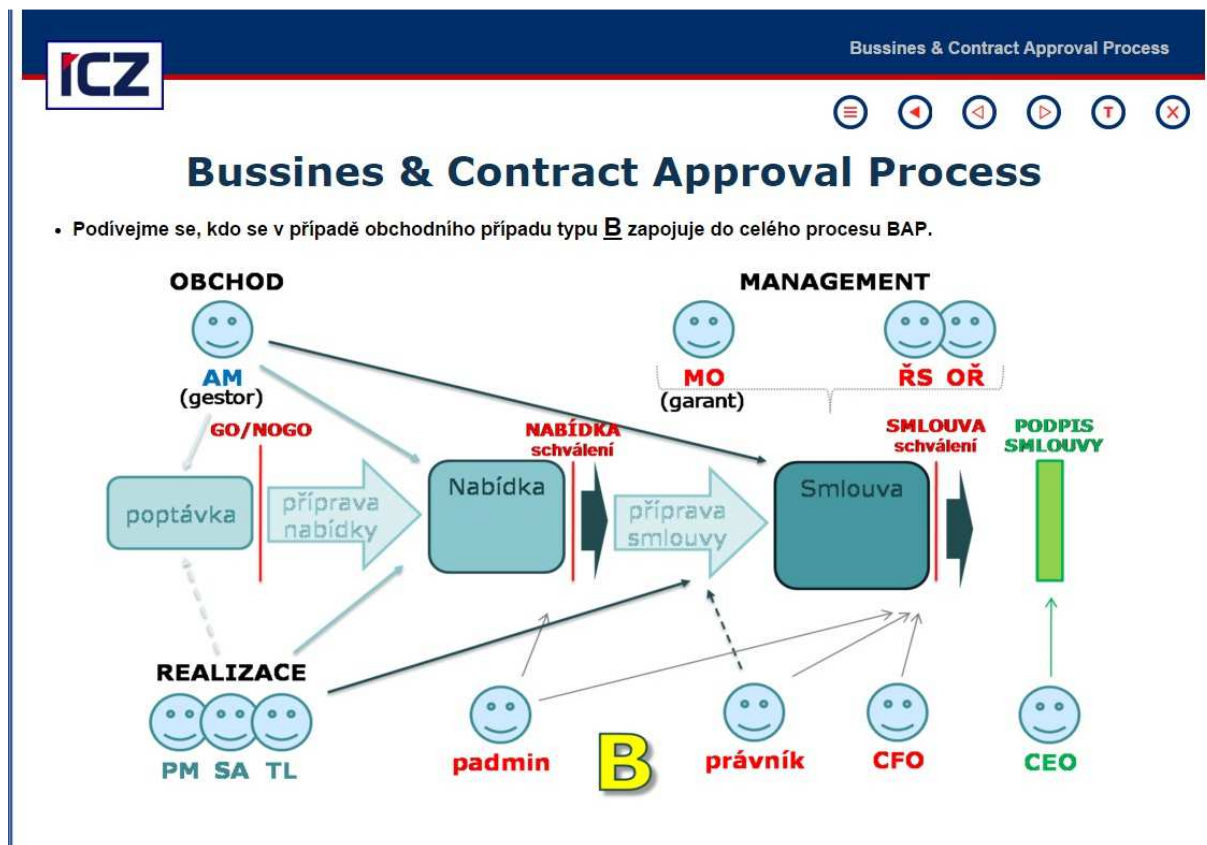 Bussines & Contract Approval Process
ICZ
T
Bussines & Contract Approval Process
• Podívejme se, kdo se v případě obchodního případu typu B zapojuje do celého procesu BAP.
OBCHOD
MANAGEMENT
AM
(gestor)
MO
(garant)
ŘS OŘ
GO/NOGO
NABÍDKA
schválení
SMLOUVA
schválení
PODPIS
SMLOUVY
poptávka
příprava
nabídky
Nabídka
příprava
smlouvy
Smlouva
REALIZACE
PM SA TL
padmin
B
právník
CFO
CEO